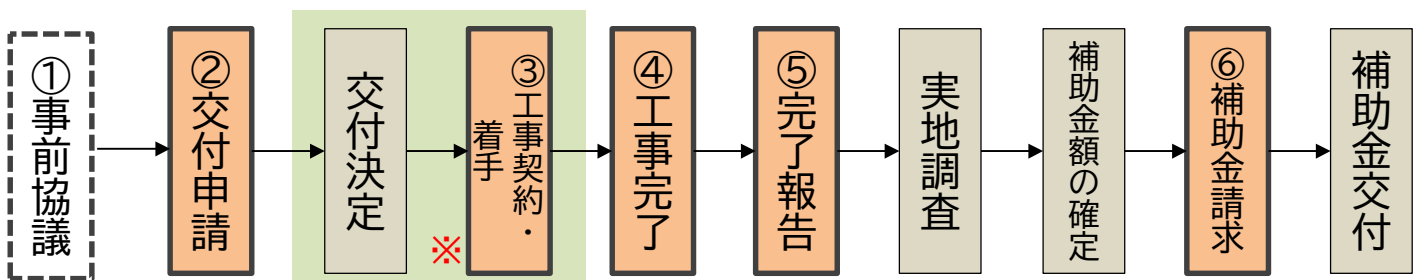 ①事前協議
②交付申請
交付決定
③工事契約・
着手
※
④工事完了
⑤完了報告
実地調査
補助金額の確定
⑥補助金請求
補助金交付